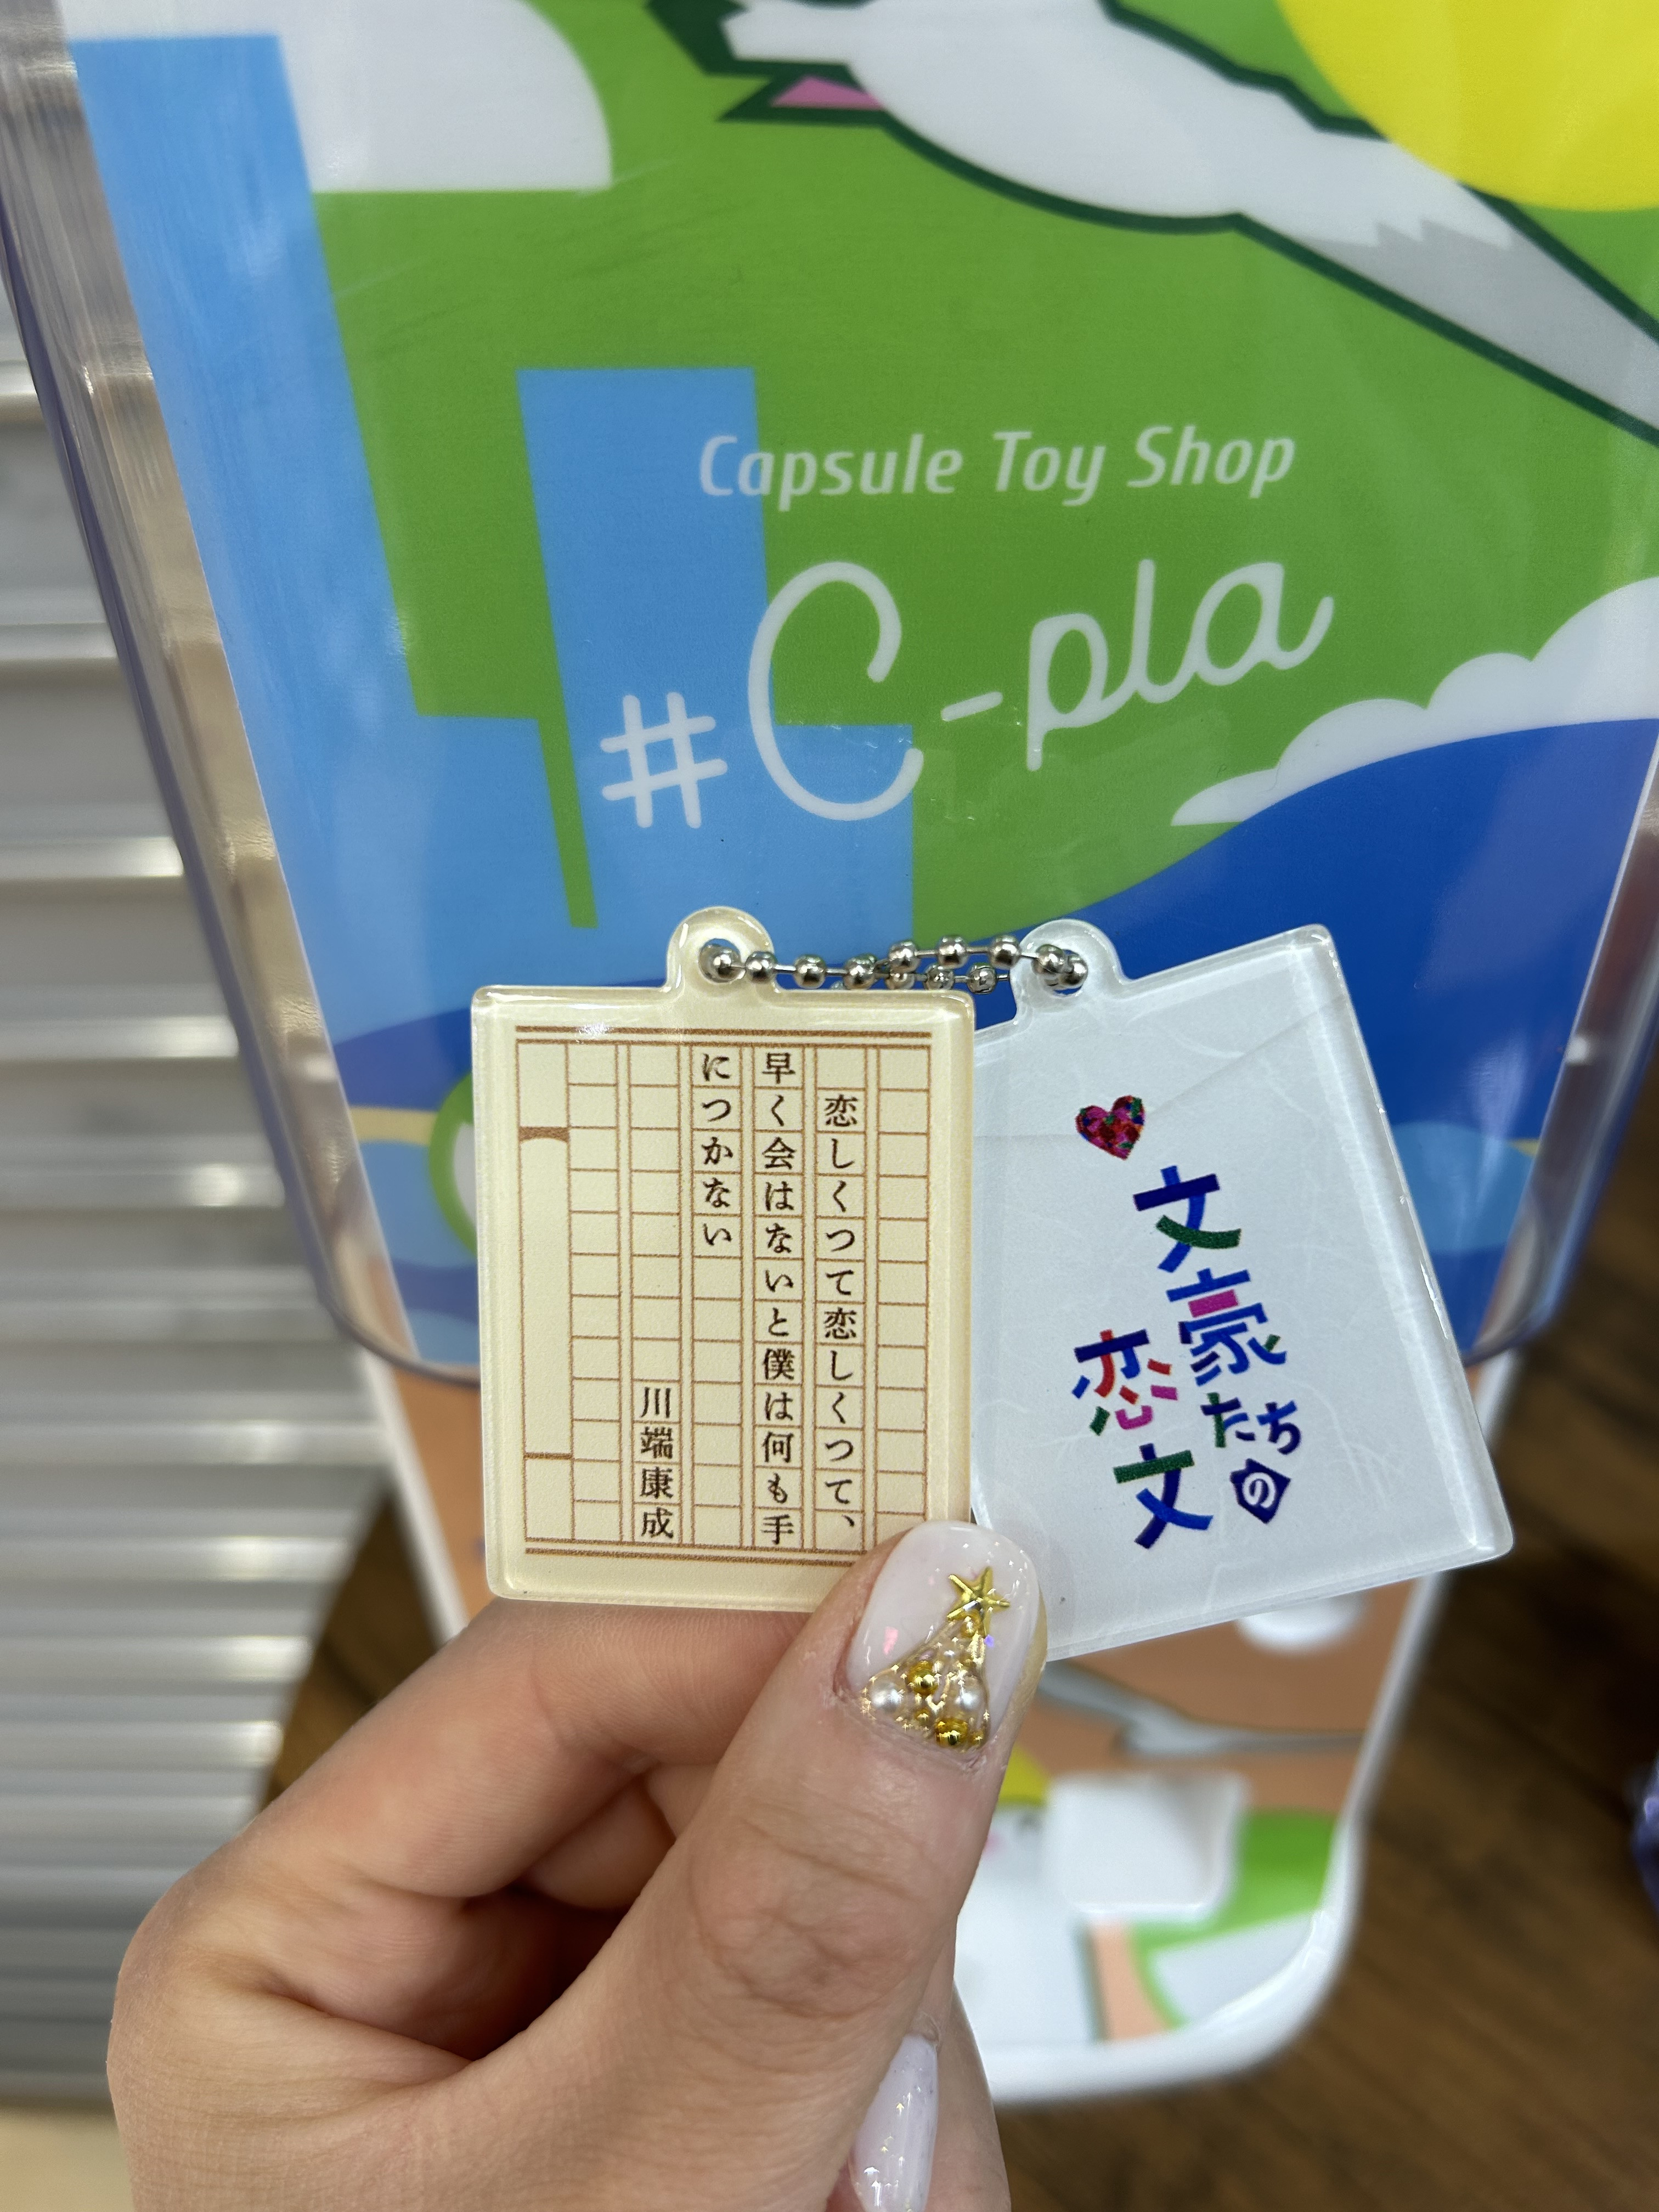 Capsule Toy Shop
#C-pla
恋しくつて恋しくつて、
早く会はないと僕は何も手
につかない
川端康成
文豪たちの
恋文